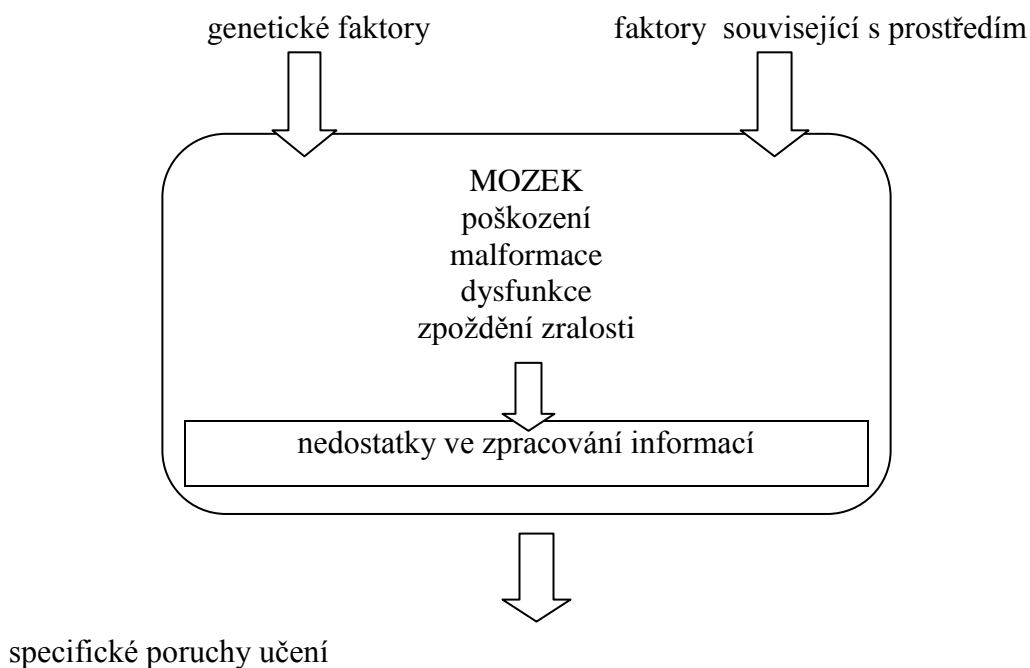 genetické faktory faktory související s prostředím
MOZEK
poškození
malformace
dysfunkce
zpoždění zralosti
nedostatky ve zpracování informací
specifické poruchy učení